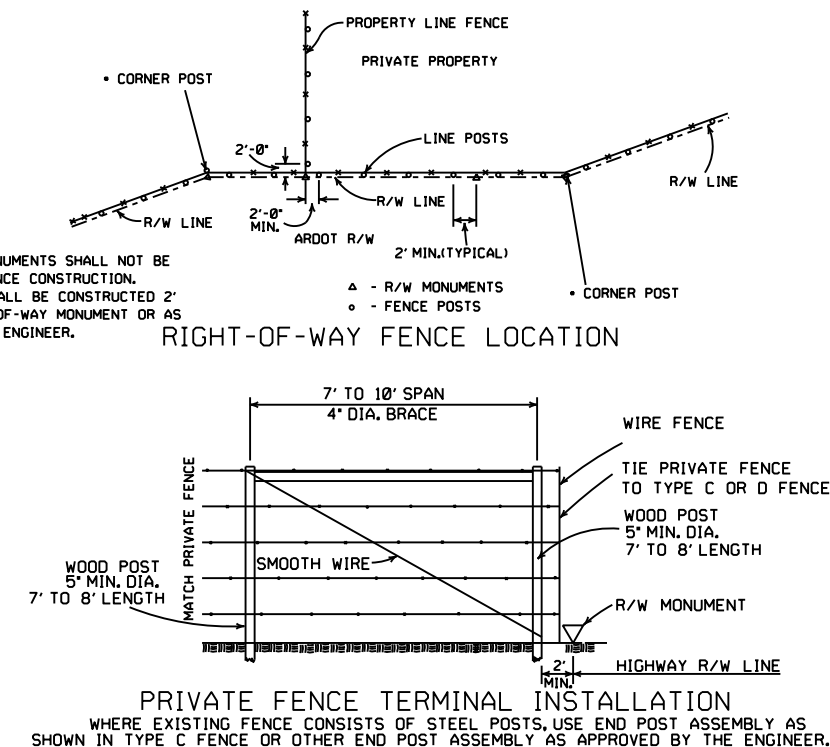 PROPERTY LINE FENCE
PRIVATE PROPERTY
• CORNER POST
LINE POSTS
2'-0"
R/W LINE
R/W LINE
R/W LINE
2'-0"
MIN.
ARDOT R/W
2' MIN.(TYPICAL)
NUMENTS SHALL NOT BE
NCE CONSTRUCTION.
ALL BE CONSTRUCTED 2'
OF-WAY MONUMENT OR AS
ENGINEER.
△ - R/W MONUMENTS
○ - FENCE POSTS
• CORNER POST
RIGHT-OF-WAY FENCE LOCATION
7' TO 10' SPAN
4" DIA. BRACE
WIRE FENCE
TIE PRIVATE FENCE
TO TYPE C OR D FENCE
MATCH PRIVATE FENCE
WOOD POST
5" MIN. DIA.
7' TO 8' LENGTH
SMOOTH WIRE
WOOD POST
5" MIN. DIA.
7' TO 8' LENGTH
R/W MONUMENT
2'
MIN.
HIGHWAY R/W LINE
PRIVATE FENCE TERMINAL INSTALLATION
WHERE EXISTING FENCE CONSISTS OF STEEL POSTS, USE END POST ASSEMBLY AS
SHOWN IN TYPE C FENCE OR OTHER END POST ASSEMBLY AS APPROVED BY THE ENGINEER.